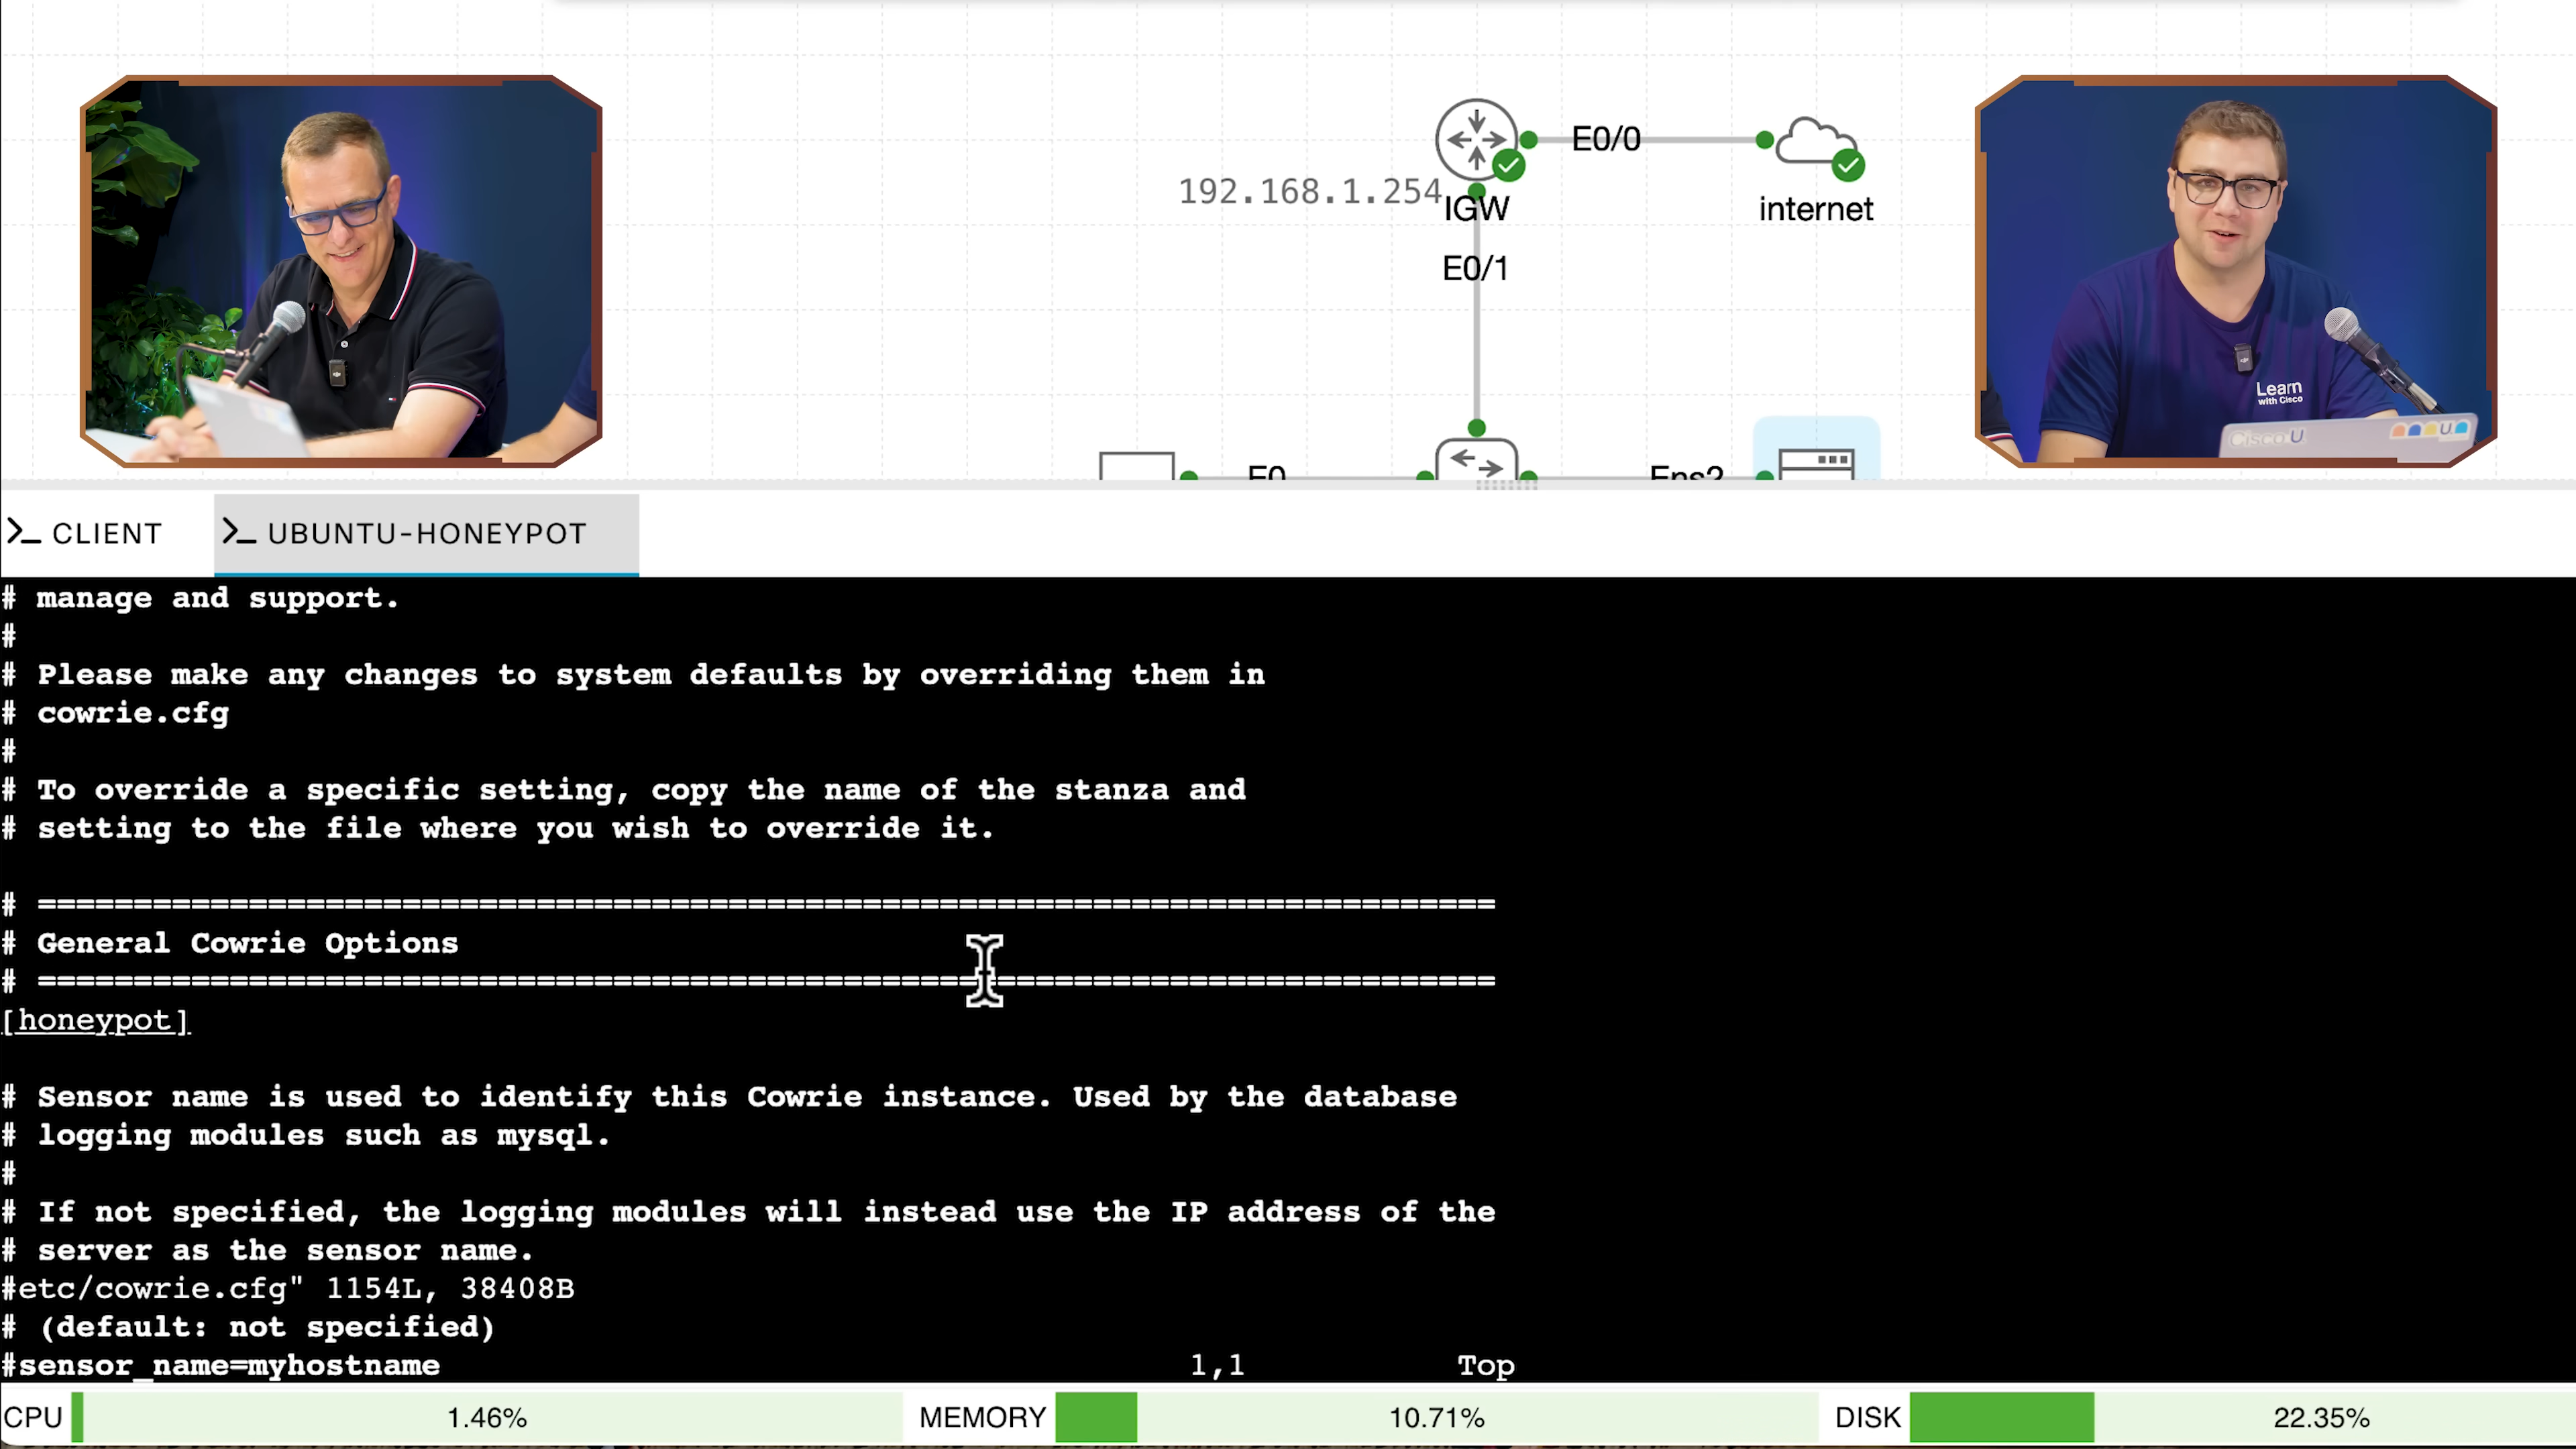 E0/0
192.168.1.254
IGW
internet
E0/1
Learn
with Cisco
Cisco U
E0
Ens2
CLIENT
UBUNTU-HONEYPOT
# manage and support.
#
# Please make any changes to system defaults by overriding them in
# cowrie.cfg
#
# To override a specific setting, copy the name of the stanza and
# setting to the file where you wish to override it.
# ============================================================================
# General Cowrie Options
# ============================================================================
[honeypot]
# Sensor name is used to identify this Cowrie instance. Used by the database
# logging modules such as mysql.
#
# If not specified, the logging modules will instead use the IP address of the
# server as the sensor name.
#etc/cowrie.cfg" 1154L, 38408B
# (default: not specified)
#sensor_name=myhostname 1,1 Top
CPU 1.46% MEMORY 10.71% DISK 22.35%